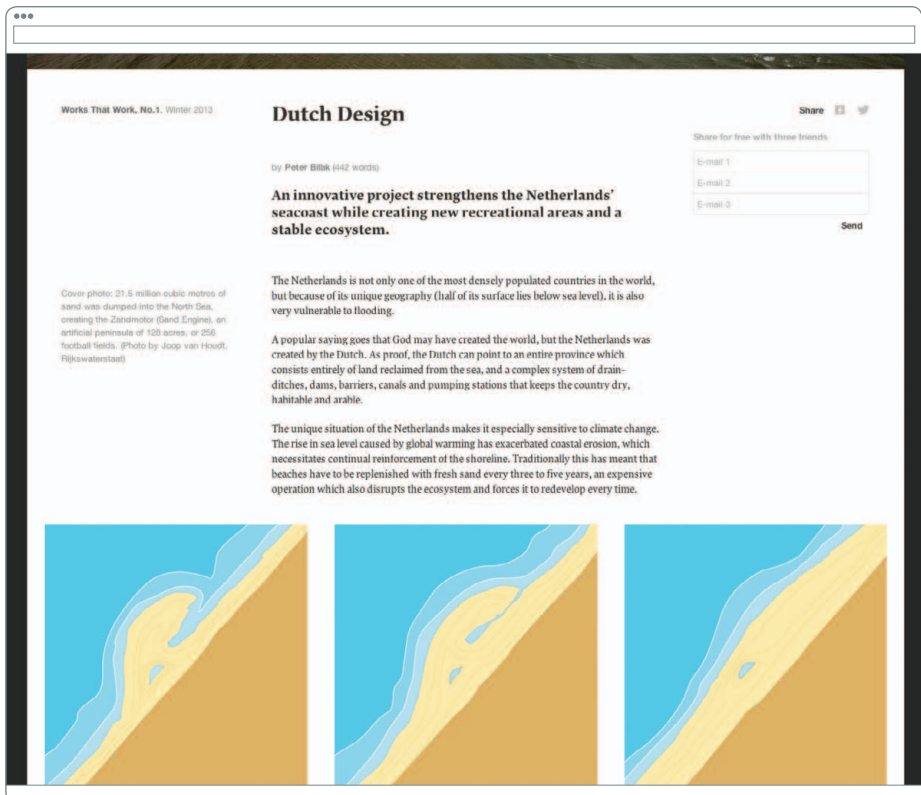 Works That Work, No.1. Winter 2013
Dutch Design
Share
Share for free with three friends
E-mail 1
E-mail 2
E-mail 3
Send
by Peter Biľak (442 words)
An innovative project strengthens the Netherlands’
seacoast while creating new recreational areas and a
stable ecosystem.
Cover photo: 21.5 million cubic metres of
sand was dumped into the North Sea,
creating the Zandmotor (Sand Engine), an
artificial peninsula of 128 acres, or 256
football fields. (Photo by Joop van Houdt,
Rijkswaterstaat)
The Netherlands is not only one of the most densely populated countries in the world,
but because of its unique geography (half of its surface lies below sea level), it is also
very vulnerable to flooding.
A popular saying goes that God may have created the world, but the Netherlands was
created by the Dutch. As proof, the Dutch can point to an entire province which
consists entirely of land reclaimed from the sea, and a complex system of drain-
ditches, dams, barriers, canals and pumping stations that keeps the country dry,
habitable and arable.
The unique situation of the Netherlands makes it especially sensitive to climate change.
The rise in sea level caused by global warming has exacerbated coastal erosion, which
necessitates continual reinforcement of the shoreline. Traditionally this has meant that
beaches have to be replenished with fresh sand every three to five years, an expensive
operation which also disrupts the ecosystem and forces it to redevelop every time.